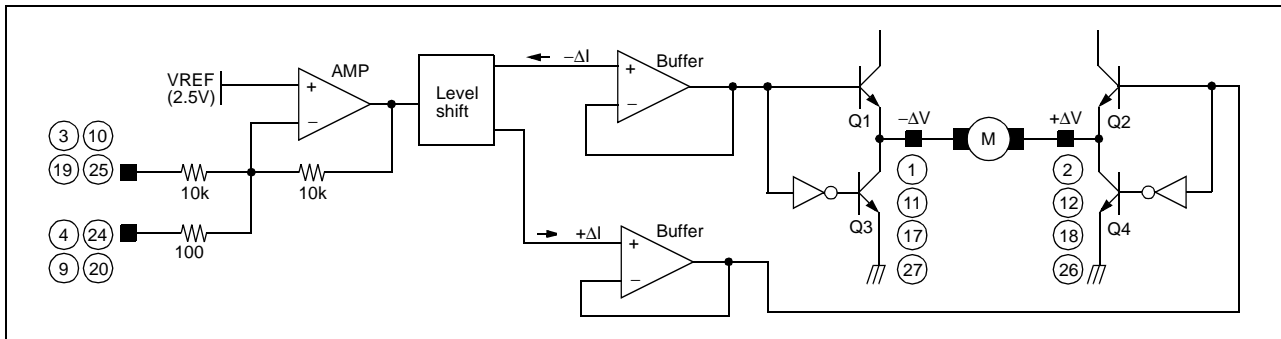 VREF
(2.5V)
AMP
+
−
Level
shift
−ΔI
Buffer
+
−
Q1
−ΔV
M
+ΔV
Q2
3 10
19 25
10k
10k
4 24
9 20
100
+ΔI
Buffer
+
−
Q3
1
11
17
27
2
12
18
26
Q4